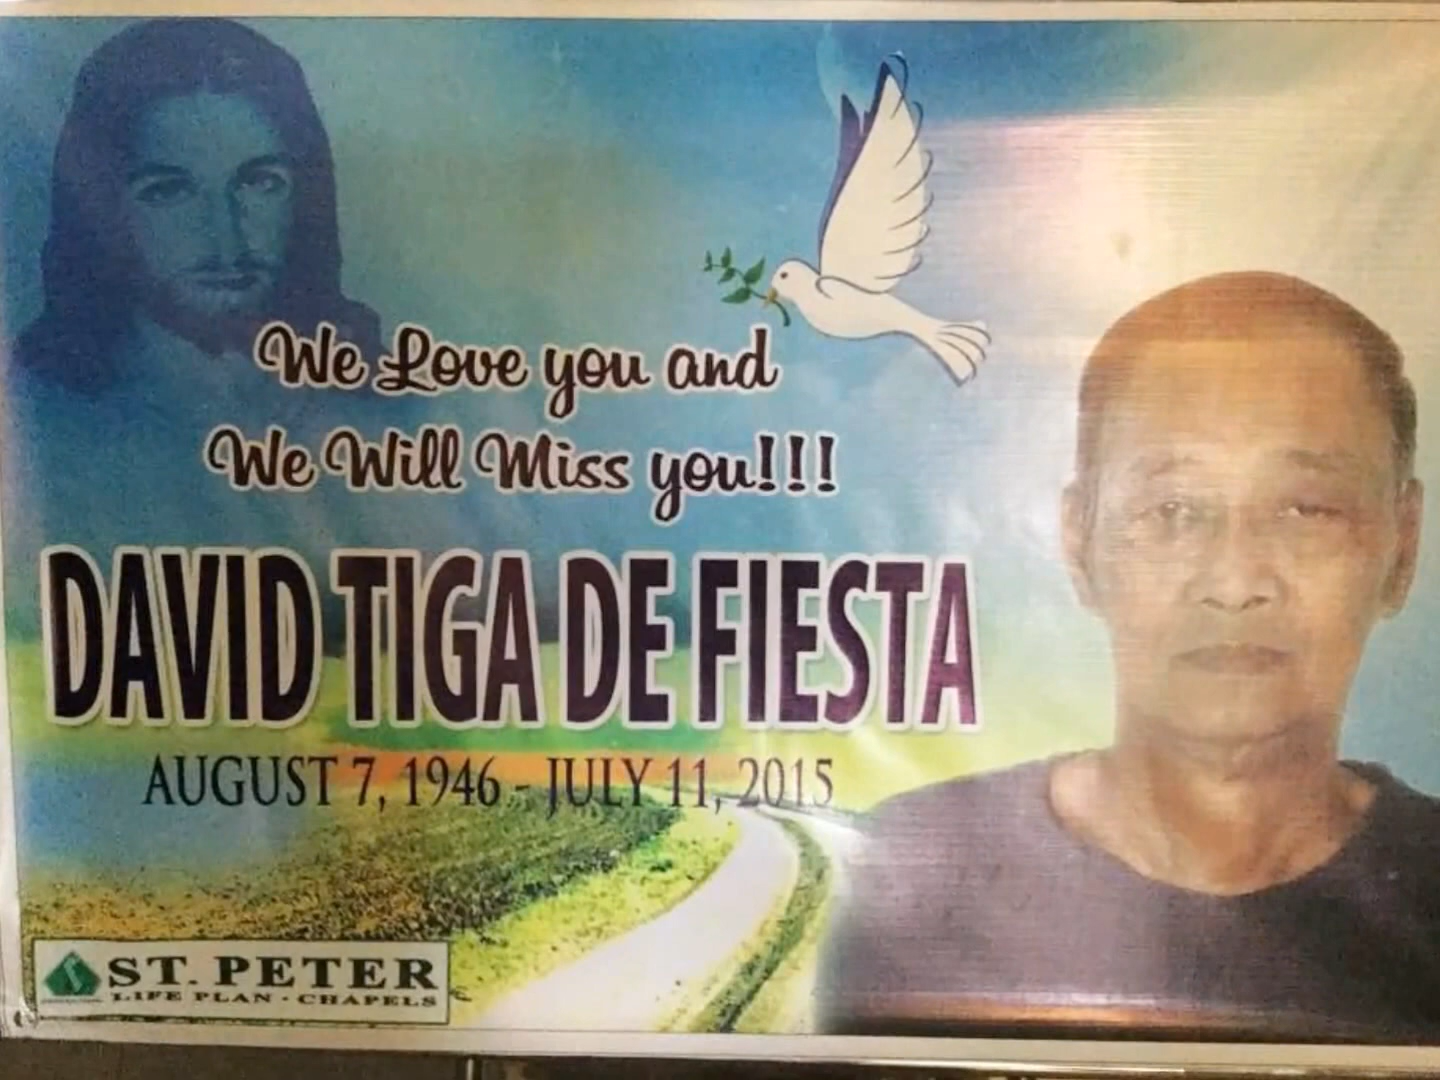 We Love you and
We Will Miss you!!!
DAVID TIGA DE FIESTA
AUGUST 7, 1946 - JULY 11, 2015
ST. PETER
LIFE PLAN · CHAPELS